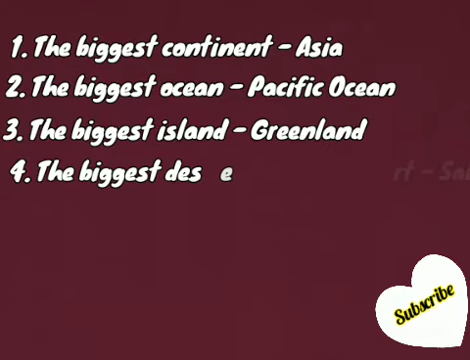 1. The biggest continent - Asia
2. The biggest ocean - Pacific Ocean
3. The biggest island - Greenland
4. The biggest des e rt -
Subscribe